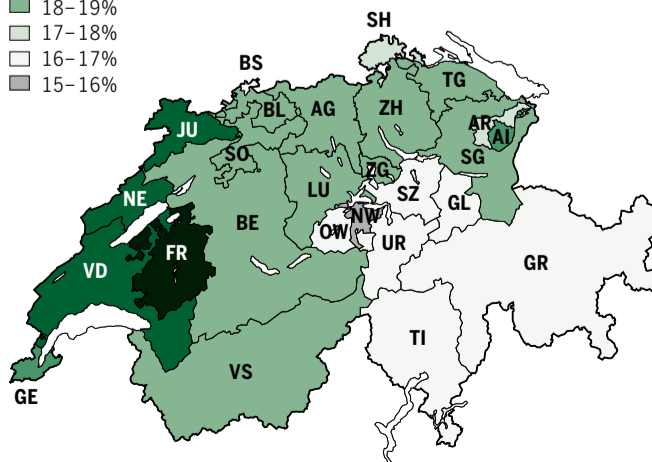 18–19%
17–18%
16–17%
15–16%
SH
BS
TG
BL
AG
ZH
JU
AR
AI
SO
SG
ZG
LU
SZ
NE
GL
NW
BE
OW
UR
FR
GR
VD
TI
VS
GE